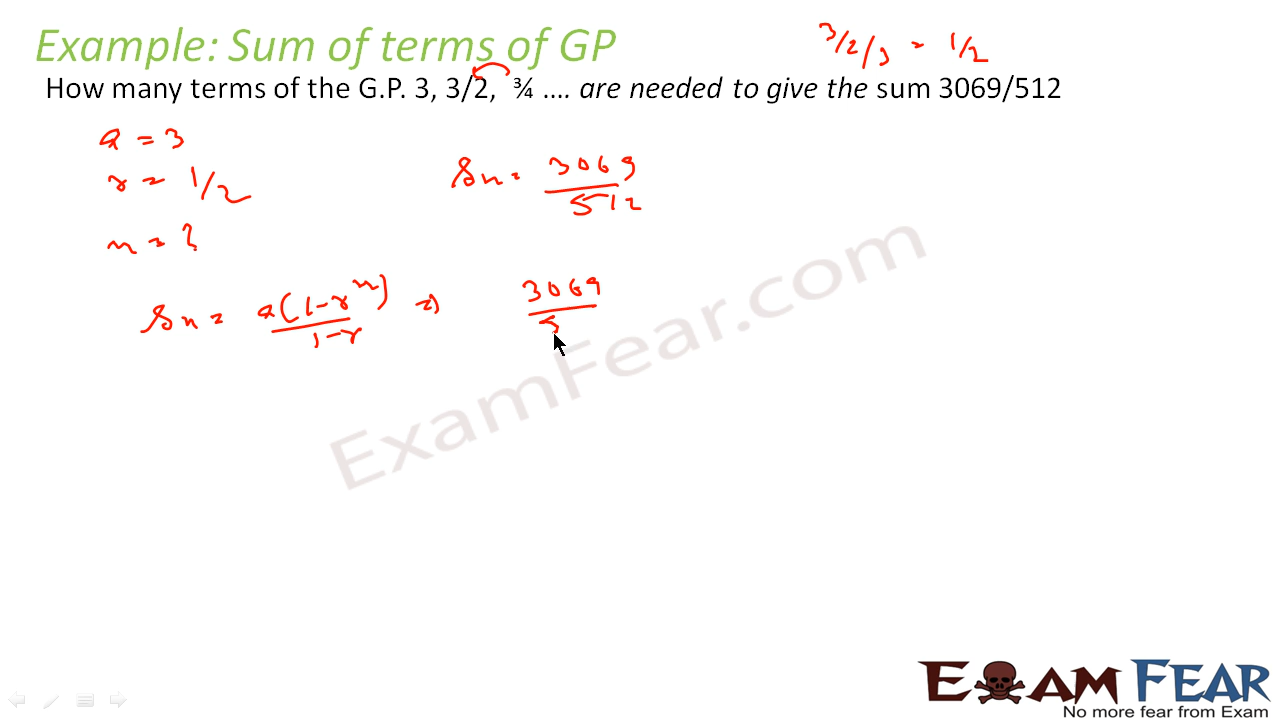 Example: Sum of terms of GP
3/2/3 = 1/2
How many terms of the G.P. 3, 3/2, ¾ .... are needed to give the sum 3069/512
a = 3
r = 1/2
Sn = 3069/512
n = ?
Sn = a(1-r^n)/1-r ⇒ 3069/5
ExamFear.com
EXAM FEAR
No more fear from Exam